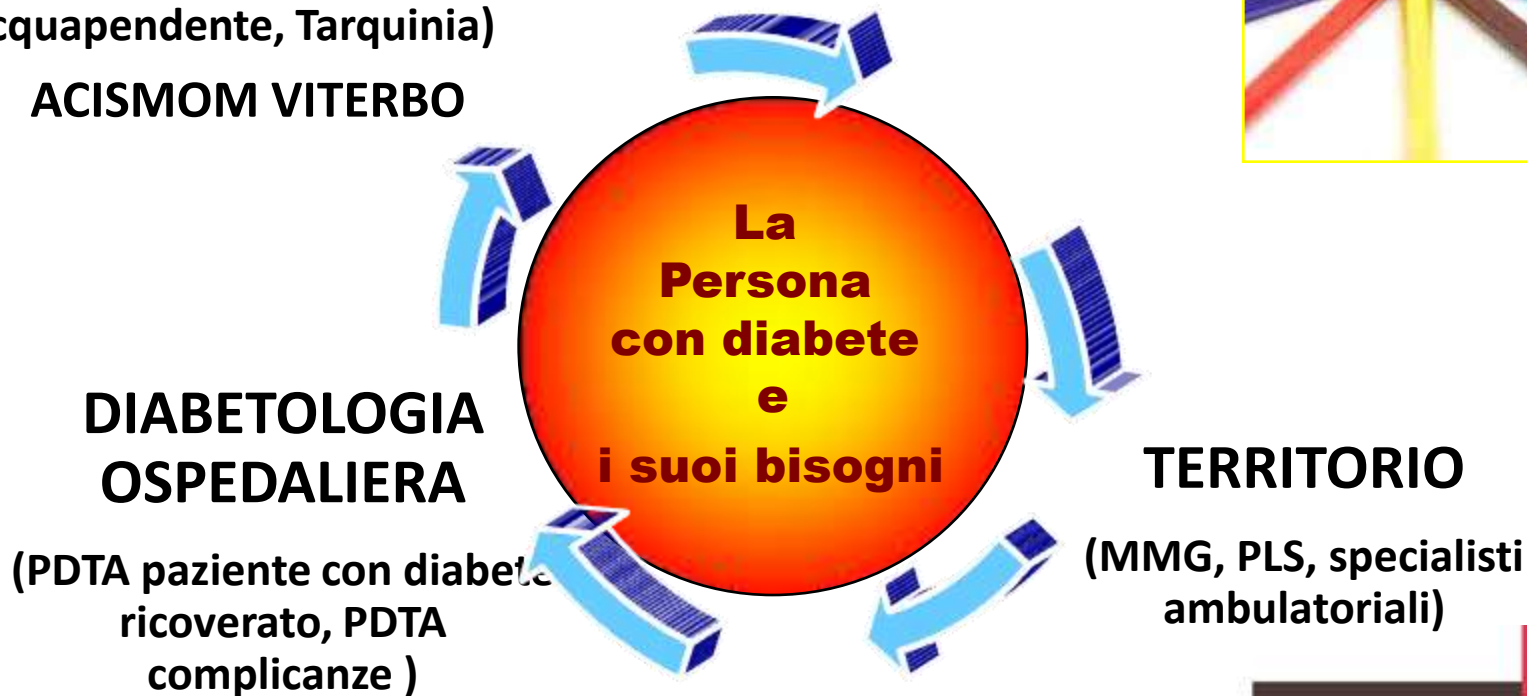 cquapendente, Tarquinia)
ACISMOM VITERBO
La
Persona
con diabete
e
i suoi bisogni
DIABETOLOGIA
OSPEDALIERA
(PDTA paziente con diabete
ricoverato, PDTA
complicanze )
TERRITORIO
(MMG, PLS, specialisti
ambulatoriali)